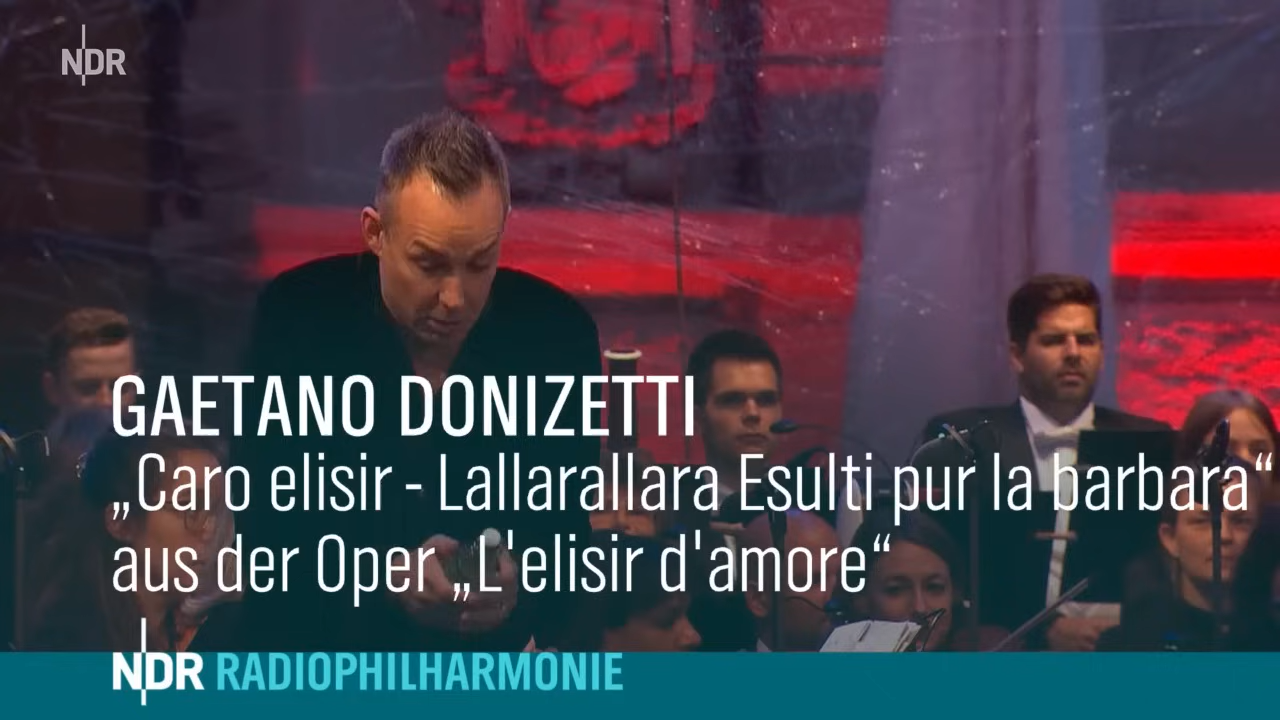 NDR
GAETANO DONIZETTI
„Caro elisir - Lallarallara Esulti pur la barbara“
aus der Oper „L'elisir d'amore“
NDR RADIOPHILHARMONIE